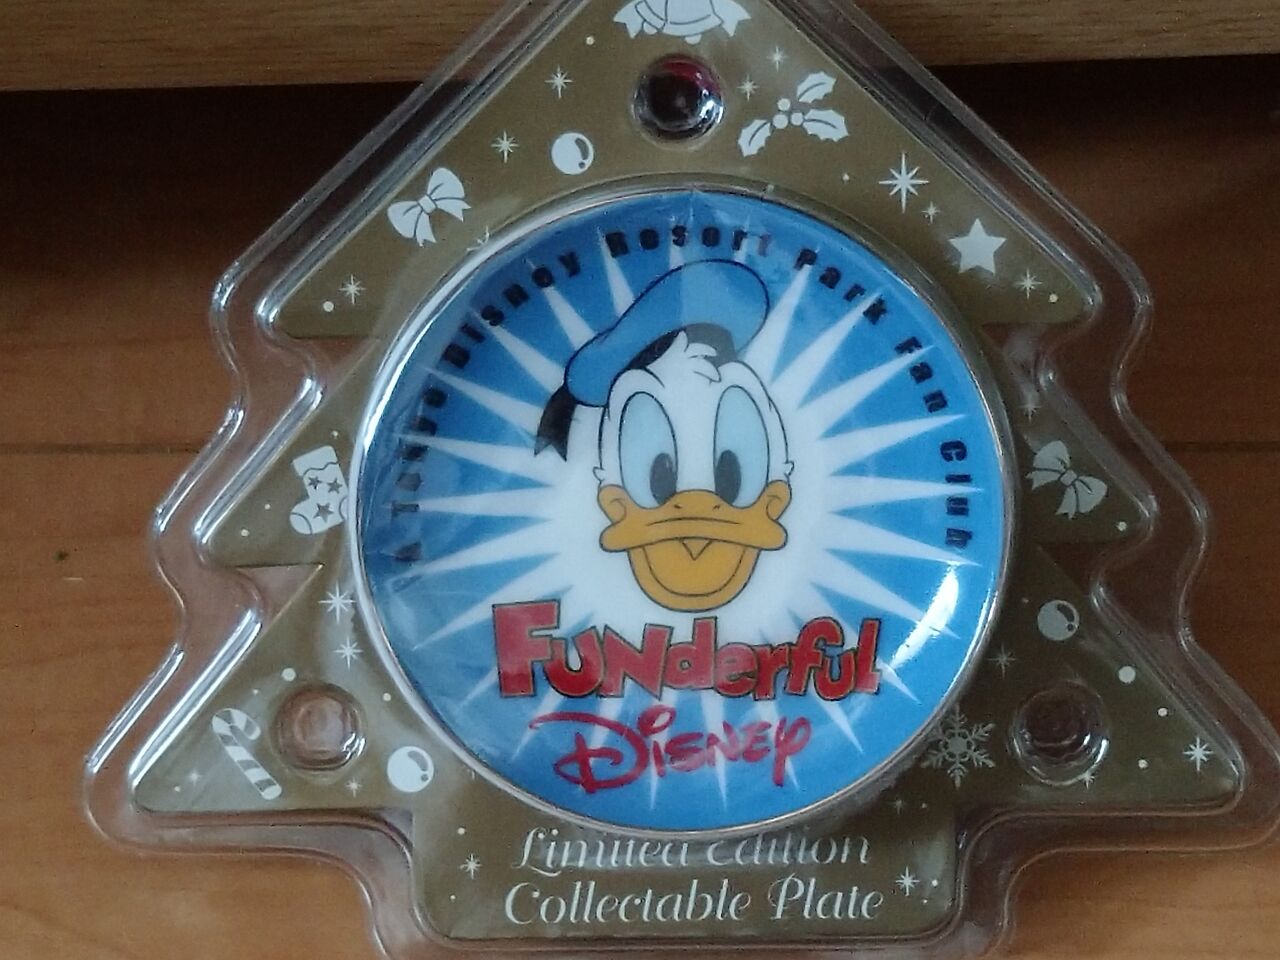 A Tokyo Disney Resort Park Fan Club
FUNderful
Disney
Limited Edition
Collectable Plate